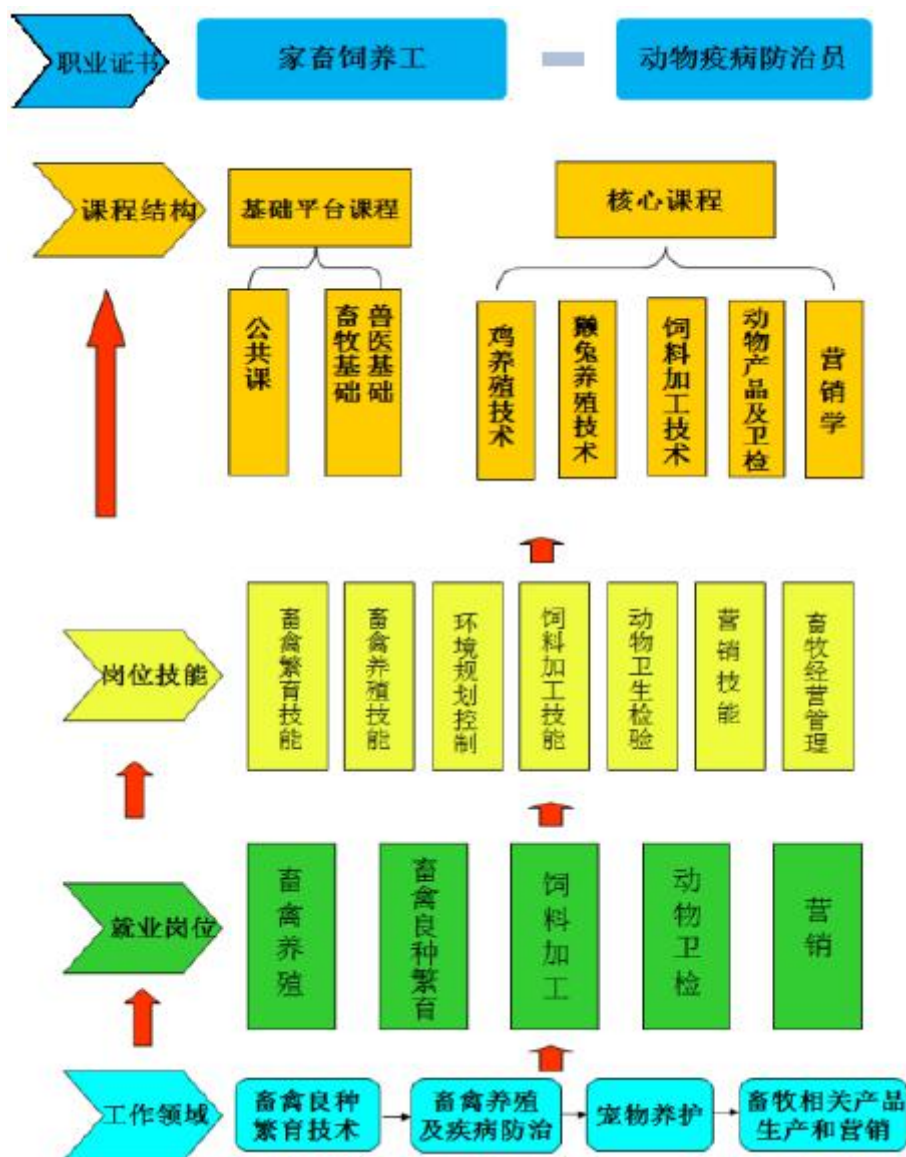 职业证书
家畜饲养工
动物疫病防治员
课程结构
基础平台课程
核心课程
公共课
兽医基础
畜牧基础
鸡养殖技术
獭兔养殖技术
饲料加工技术
动物产品及卫检
营销学
岗位技能
畜禽繁育技能
畜禽养殖技能
环境规划控制
饲料加工技能
动物卫生检验
营销技能
畜牧经营管理
就业岗位
畜禽养殖
畜禽良种繁育
饲料加工
动物卫检
营销
工作领域
畜禽良种
繁育技术
畜禽养殖
及疾病防治
宠物养护
畜牧相关产品
生产和营销